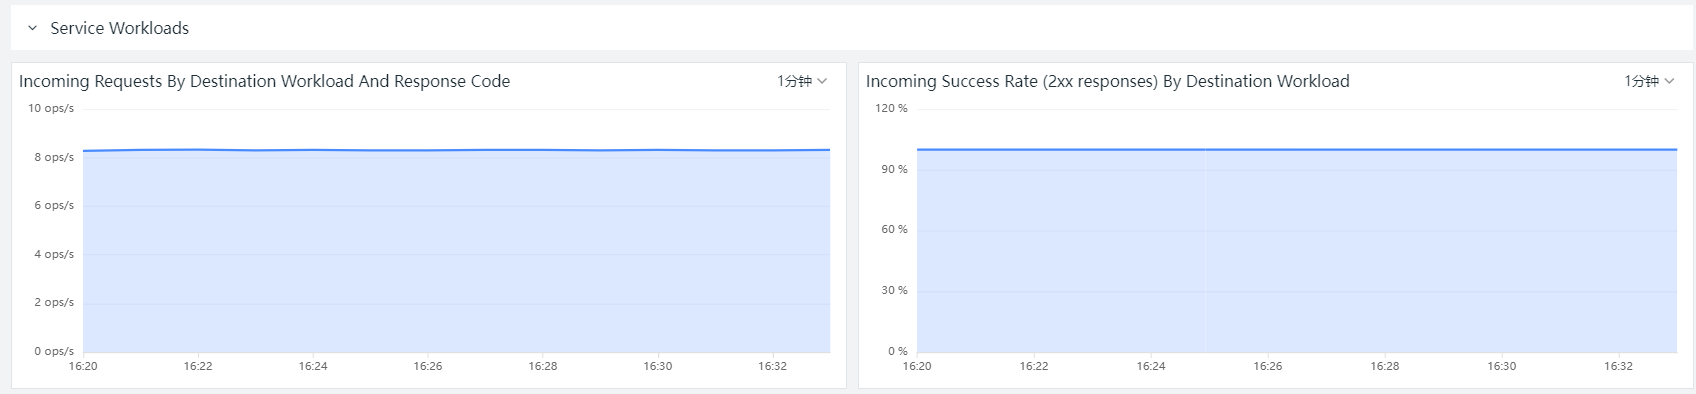 Service Workloads
Incoming Requests By Destination Workload And Response Code
1分钟
10 ops/s
8 ops/s
6 ops/s
4 ops/s
2 ops/s
0 ops/s
16:20 16:22 16:24 16:26 16:28 16:30 16:32
Incoming Success Rate (2xx responses) By Destination Workload
1分钟
120 %
90 %
60 %
30 %
0 %
16:20 16:22 16:24 16:26 16:28 16:30 16:32